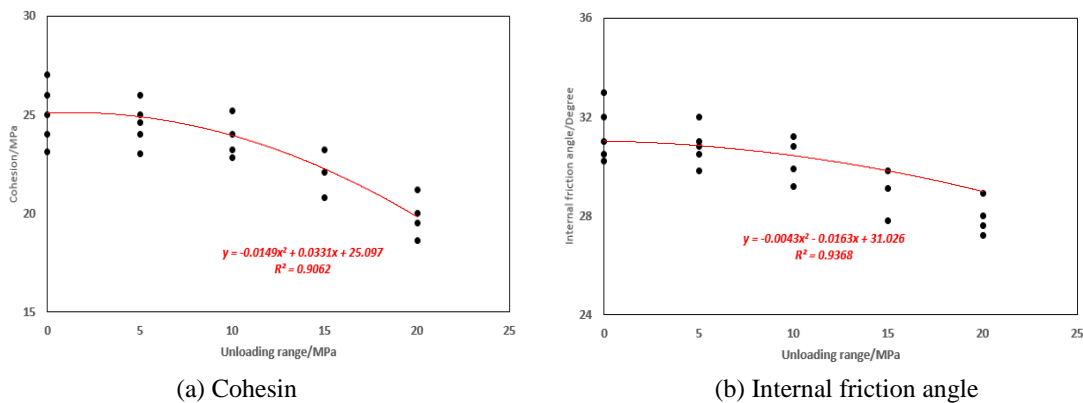 30
25
20
15
Cohesion/MPa
y = -0.0149x² + 0.0331x + 25.097
R² = 0.9062
0 5 10 15 20 25
Unloading range/MPa
(a) Cohesin
36
32
28
24
Internal friction angle/Degree
y = -0.0043x² - 0.0163x + 31.026
R² = 0.9368
0 5 10 15 20 25
Unloading range/MPa
(b) Internal friction angle